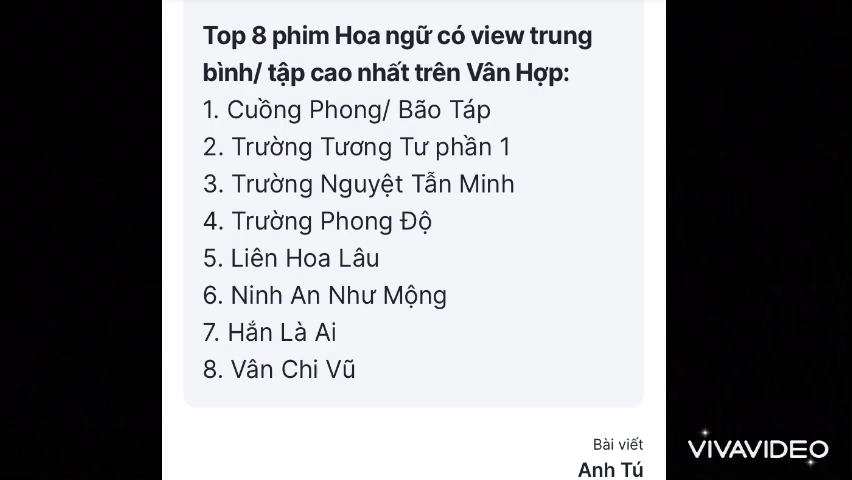 Top 8 phim Hoa ngữ có view trung
bình/ tập cao nhất trên Vân Hợp:
1. Cuồng Phong/ Bão Táp
2. Trường Tương Tư phần 1
3. Trường Nguyệt Tẫn Minh
4. Trường Phong Độ
5. Liên Hoa Lâu
6. Ninh An Như Mộng
7. Hắn Là Ai
8. Vân Chi Vũ
Bài viết
Anh Tú
VIVAVIDEO